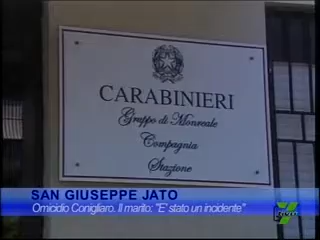 CARABINIERI
Gruppo di Monreale
Compagnia
Stazione
SAN GIUSEPPE JATO
Omicidio Conigliaro. Il marito: "E' stato un incidente"